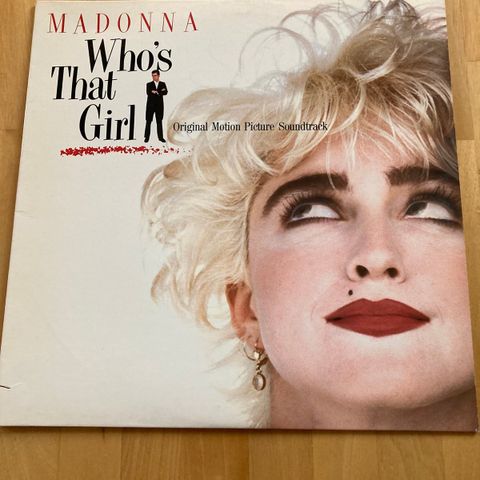 MADONNA
Who's
That
Girl
Original Motion Picture Soundtrack